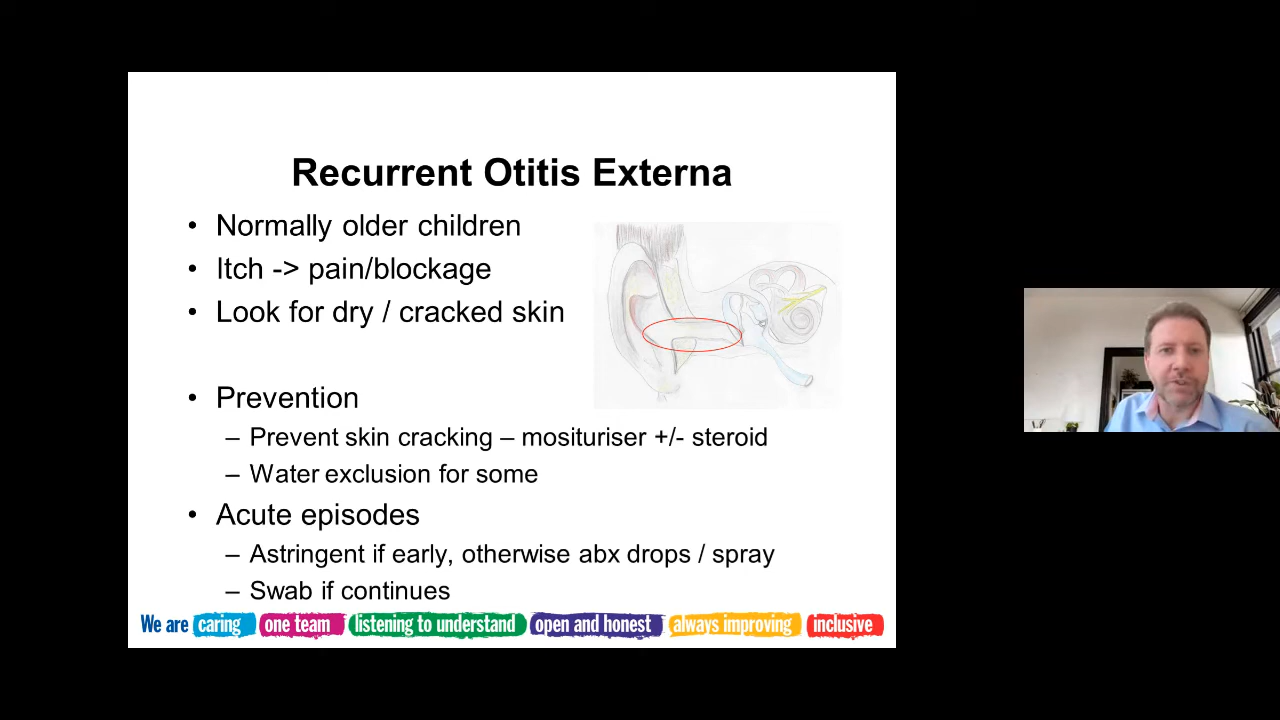 Recurrent Otitis Externa
• Normally older children
• Itch -> pain/blockage
• Look for dry / cracked skin
• Prevention
– Prevent skin cracking – mosituriser +/- steroid
– Water exclusion for some
• Acute episodes
– Astringent if early, otherwise abx drops / spray
– Swab if continues
We are caring one team listening to understand open and honest always improving inclusive